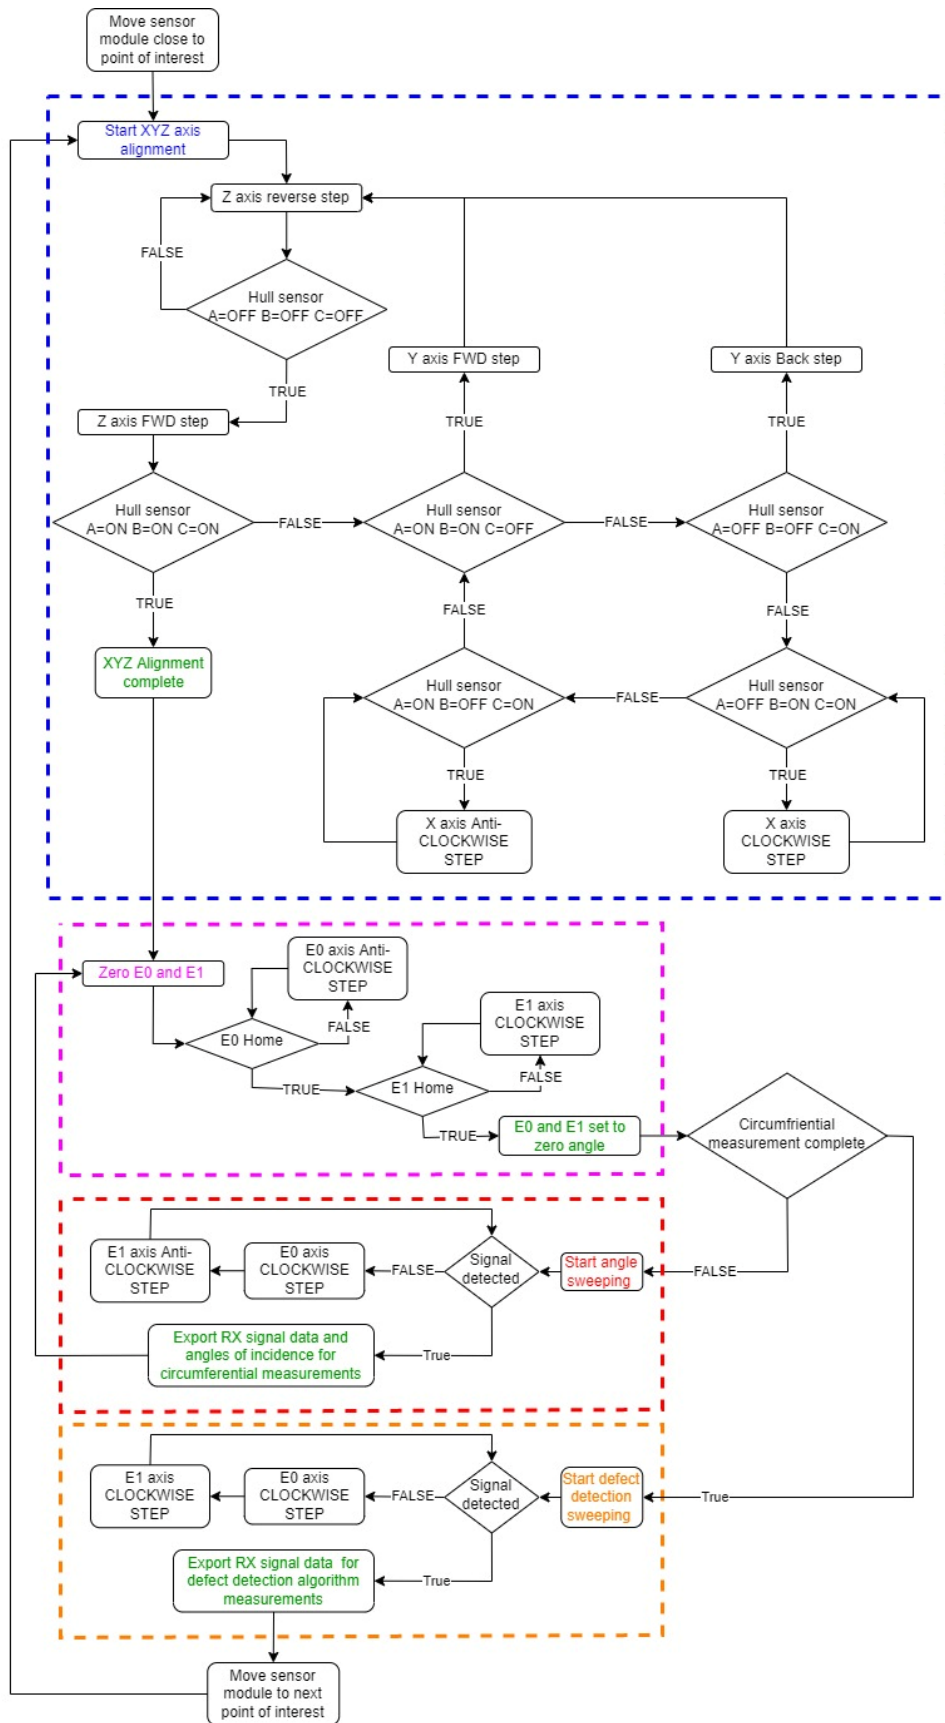 Move sensor
module close to
point of interest
Start XYZ axis
alignment
Z axis reverse step
FALSE
Hull sensor
A=OFF B=OFF C=OFF
TRUE
Y axis FWD step
Y axis Back step
Z axis FWD step
TRUE
TRUE
Hull sensor
A=ON B=ON C=ON
FALSE
Hull sensor
A=ON B=ON C=OFF
FALSE
Hull sensor
A=OFF B=OFF C=ON
TRUE
FALSE
FALSE
XYZ Alignment
complete
Hull sensor
A=ON B=OFF C=ON
FALSE
Hull sensor
A=OFF B=ON C=ON
TRUE
TRUE
X axis Anti-
CLOCKWISE
STEP
X axis
CLOCKWISE
STEP
Zero E0 and E1
E0 axis Anti-
CLOCKWISE
STEP
FALSE
E0 Home
E1 axis
CLOCKWISE
STEP
FALSE
TRUE
E1 Home
TRUE
E0 and E1 set to
zero angle
Circumfriential
measurement complete
E1 axis Anti-
CLOCKWISE
STEP
E0 axis
CLOCKWISE
STEP
FALSE
Signal
detected
Start angle
sweeping
FALSE
Export RX signal data and
angles of incidence for
circumferential measurements
True
E1 axis
CLOCKWISE
STEP
E0 axis
CLOCKWISE
STEP
FALSE
Signal
detected
Start defect
detection
sweeping
True
Export RX signal data  for
defect detection algorithm
measurements
True
Move sensor
module to next
point of interest